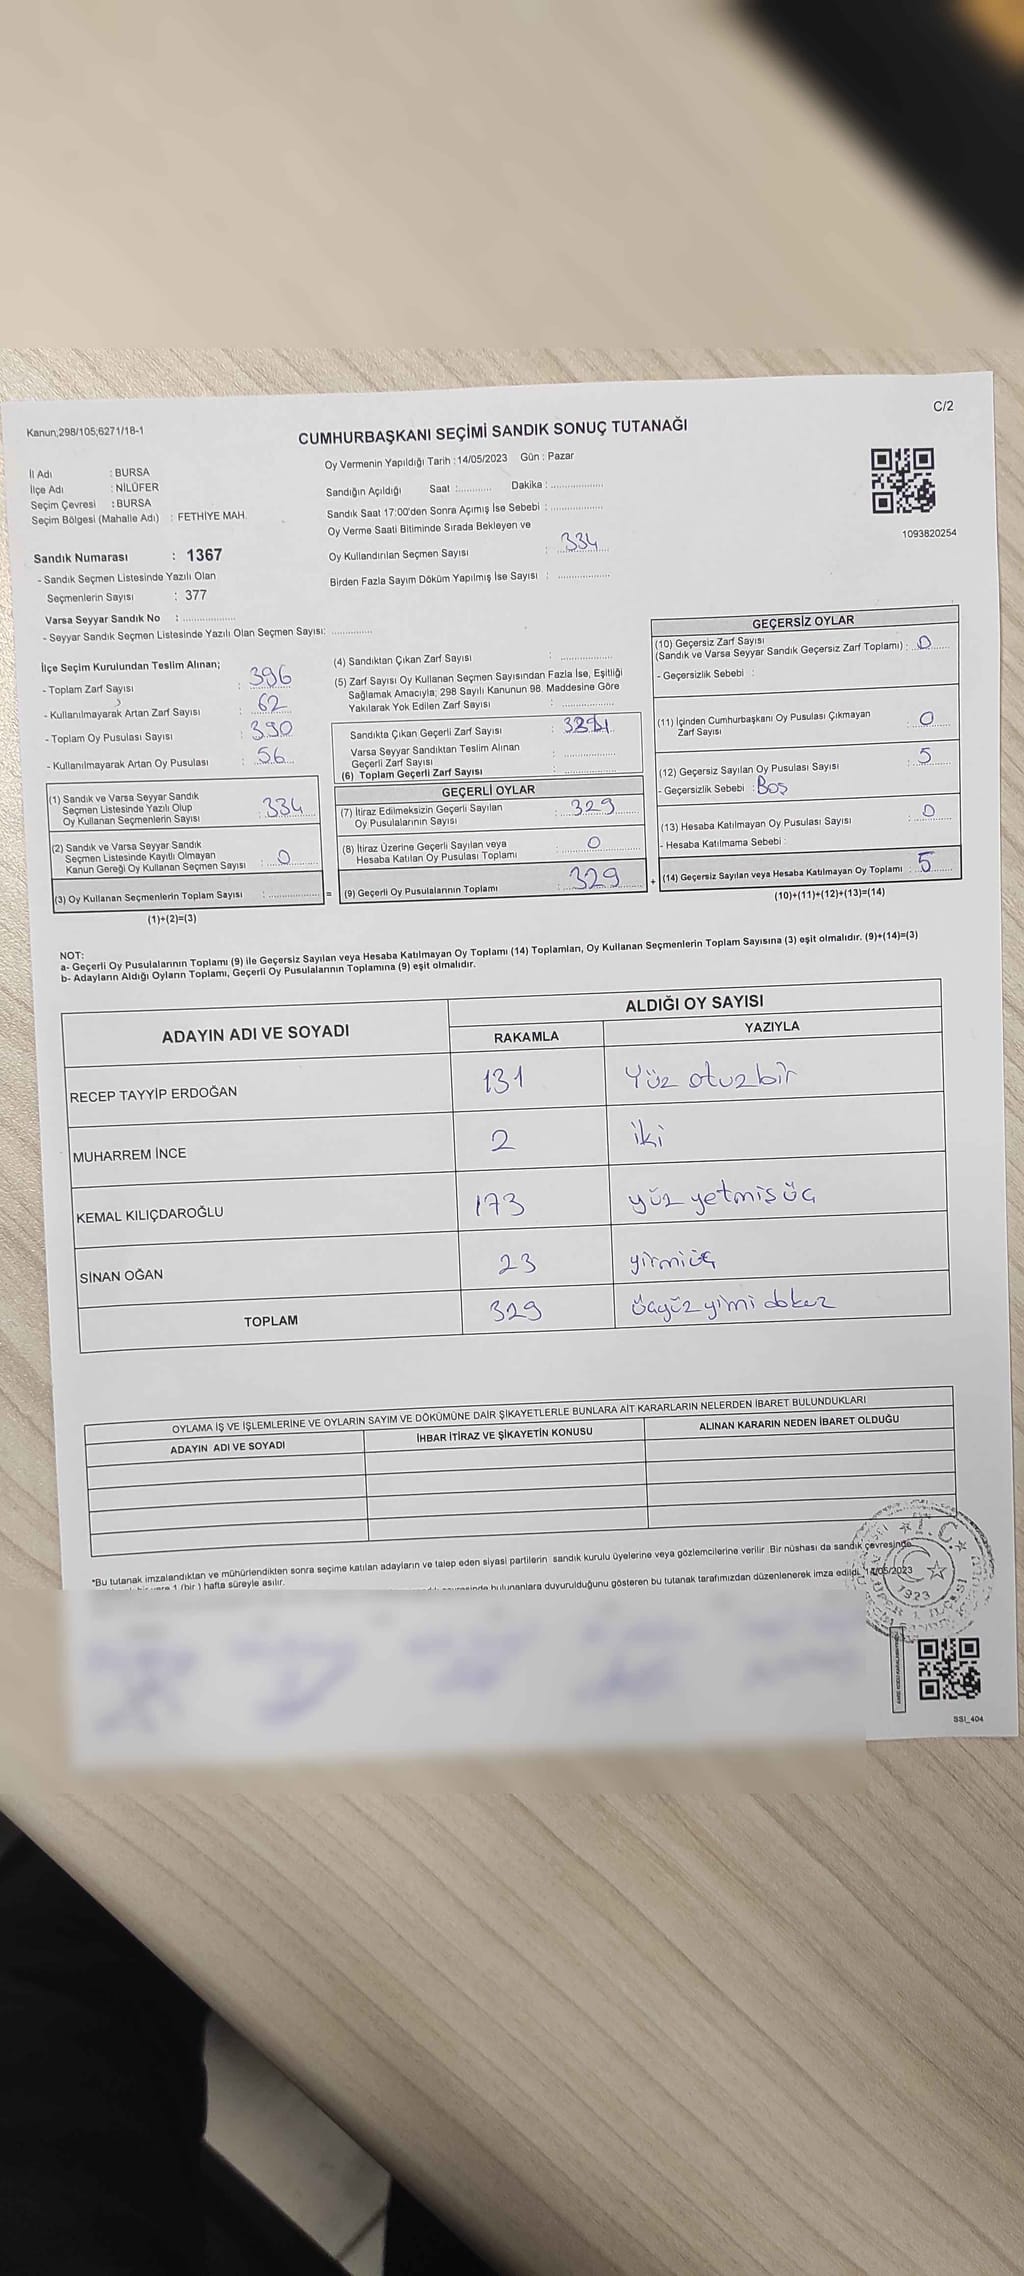 Kanun;298/105;6271/18-1
C/2
CUMHURBAŞKANI SEÇİMİ SANDIK SONUÇ TUTANAĞI
İl Adı : BURSA
İlçe Adı : NİLÜFER
Seçim Çevresi : BURSA
Seçim Bölgesi (Mahalle Adı) : FETHİYE MAH.
Oy Vermenin Yapıldığı Tarih : 14/05/2023 Gün : Pazar
Sandığın Açıldığı Saat :........... Dakika :...................
Sandık Saat 17:00'den Sonra Açımış İse Sebebi :...................
Oy Verme Saati Bitiminde Sırada Bekleyen ve
Oy Kullandırılan Seçmen Sayısı : 334
Birden Fazla Sayım Döküm Yapılmış İse Sayısı : ...................
1093820254
Sandık Numarası : 1367
- Sandık Seçmen Listesinde Yazılı Olan
Seçmenlerin Sayısı : 377
Varsa Seyyar Sandık No : ...................
- Seyyar Sandık Seçmen Listesinde Yazılı Olan Seçmen Sayısı: ..............
İlçe Seçim Kurulundan Teslim Alınan;
- Toplam Zarf Sayısı : 396
- Kullanılmayarak Artan Zarf Sayısı : 62
- Toplam Oy Pusulası Sayısı : 390
- Kullanılmayarak Artan Oy Pusulası : 56
(1) Sandık ve Varsa Seyyar Sandık
Seçmen Listesinde Yazılı Olup
Oy Kullanan Seçmenlerin Sayısı : 334
(2) Sandık ve Varsa Seyyar Sandık
Seçmen Listesinde Kayıtlı Olmayan
Kanun Gereği Oy Kullanan Seçmen Sayısı : 0
(3) Oy Kullanan Seçmenlerin Toplam Sayısı : ................ =
(1)+(2)=(3)
(4) Sandıktan Çıkan Zarf Sayısı : ................
(5) Zarf Sayısı Oy Kullanan Seçmen Sayısından Fazla İse, Eşitliği
Sağlamak Amacıyla; 298 Sayılı Kanunun 98. Maddesine Göre
Yakılarak Yok Edilen Zarf Sayısı : ................
Sandıkta Çıkan Geçerli Zarf Sayısı :
Varsa Seyyar Sandıktan Teslim Alınan
Geçerli Zarf Sayısı : ................
(6) Toplam Geçerli Zarf Sayısı : ................
GEÇERLİ OYLAR
(7) İtiraz Edilmeksizin Geçerli Sayılan
Oy Pusulalarının Sayısı : 329
(8) İtiraz Üzerine Geçerli Sayılan veya
Hesaba Katılan Oy Pusulası Toplamı : 0
(9) Geçerli Oy Pusulalarının Toplamı : 329 +
GEÇERSİZ OYLAR
(10) Geçersiz Zarf Sayısı
(Sandık ve Varsa Seyyar Sandık Geçersiz Zarf Toplamı) : 0
- Geçersizlik Sebebi :
(11) İçinden Cumhurbaşkanı Oy Pusulası Çıkmayan
Zarf Sayısı : 0
(12) Geçersiz Sayılan Oy Pusulası Sayısı : 5
- Geçersizlik Sebebi : Boş
(13) Hesaba Katılmayan Oy Pusulası Sayısı : 0
- Hesaba Katılmama Sebebi :
(14) Geçersiz Sayılan veya Hesaba Katılmayan Oy Toplamı : 5
(10)+(11)+(12)+(13)=(14)
NOT:
a- Geçerli Oy Pusulalarının Toplamı (9) ile Geçersiz Sayılan veya Hesaba Katılmayan Oy Toplamı (14) Toplamları, Oy Kullanan Seçmenlerin Toplam Sayısına (3) eşit olmalıdır. (9)+(14)=(3)
b- Adayların Aldığı Oyların Toplamı, Geçerli Oy Pusulalarının Toplamına (9) eşit olmalıdır.
ADAYIN ADI VE SOYADI
ALDIĞI OY SAYISI
RAKAMLA YAZIYLA
RECEP TAYYİP ERDOĞAN 131 Yüz otuzbir
MUHARREM İNCE 2 iki
KEMAL KILIÇDAROĞLU 173 yüz yetmişüç
SİNAN OĞAN 23 yirmiüç
TOPLAM 329 üçyüz yimi dokuz
OYLAMA İŞ VE İŞLEMLERİNE VE OYLARIN SAYIM VE DÖKÜMÜNE DAİR ŞİKAYETLERLE BUNLARA AİT KARARLARIN NELERDEN İBARET BULUNDUKLARI
ADAYIN ADI VE SOYADI İHBAR İTİRAZ VE ŞİKAYETİN KONUSU ALINAN KARARIN NEDEN İBARET OLDUĞU
*Bu tutanak imzalandıktan ve mühürlendikten sonra seçime katılan adayların ve talep eden siyasi partilerin sandık kurulu üyelerine veya gözlemcilerine verilir. Bir nüshası da sandık çevresinde
1 (bir) hafta süreyle asılır.
bulunanlara duyurulduğunu gösteren bu tutanak tarafımızdan düzenlenerek imza edildi. 14/05/2023
T.C.
1923
SSI_404